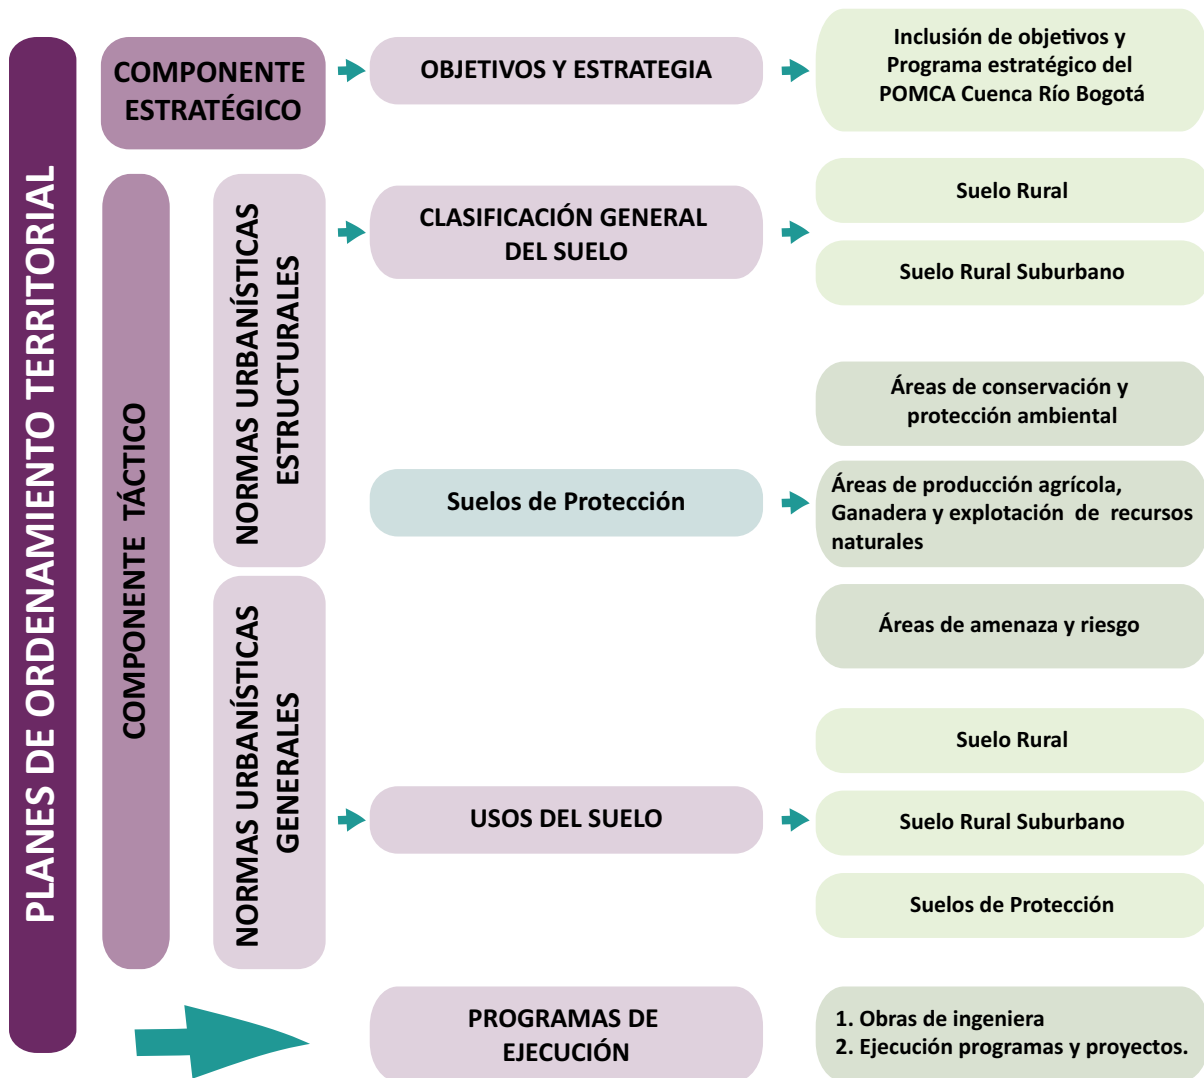 PLANES DE ORDENAMIENTO TERRITORIAL
COMPONENTE
ESTRATÉGICO
OBJETIVOS Y ESTRATEGIA
Inclusión de objetivos y
Programa estratégico del
POMCA Cuenca Río Bogotá
COMPONENTE TÁCTICO
NORMAS URBANÍSTICAS
ESTRUCTURALES
CLASIFICACIÓN GENERAL
DEL SUELO
Suelo Rural
Suelo Rural Suburbano
Suelos de Protección
Áreas de conservación y
protección ambiental
Áreas de producción agrícola,
Ganadera y explotación de recursos
naturales
Áreas de amenaza y riesgo
NORMAS URBANÍSTICAS
GENERALES
USOS DEL SUELO
Suelo Rural
Suelo Rural Suburbano
Suelos de Protección
PROGRAMAS DE
EJECUCIÓN
1. Obras de ingeniera
2. Ejecución programas y proyectos.